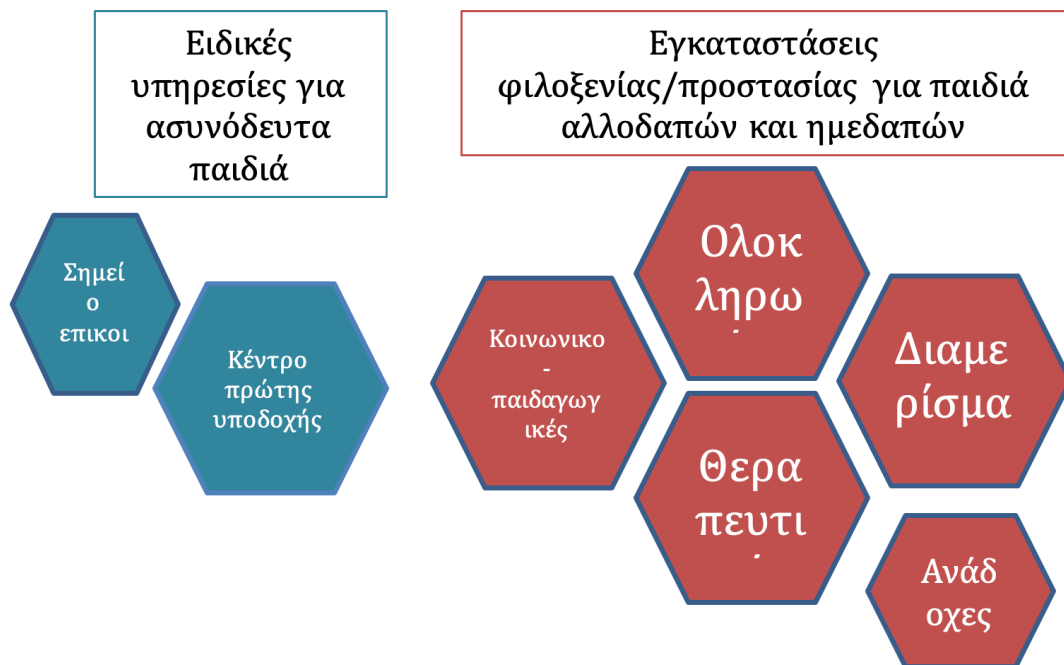 Ειδικές
υπηρεσίες για
ασυνόδευτα
παιδιά
Εγκαταστάσεις
φιλοξενίας/προστασίας για παιδιά
αλλοδαπών και ημεδαπών
Σημεί
ο
επικοι
Κέντρο
πρώτης
υποδοχής
Κοινωνικο
-
παιδαγωγ
ικές
Ολοκ
ληρω
Θερα
πευτι
Διαμε
ρίσμα
Ανάδ
οχες